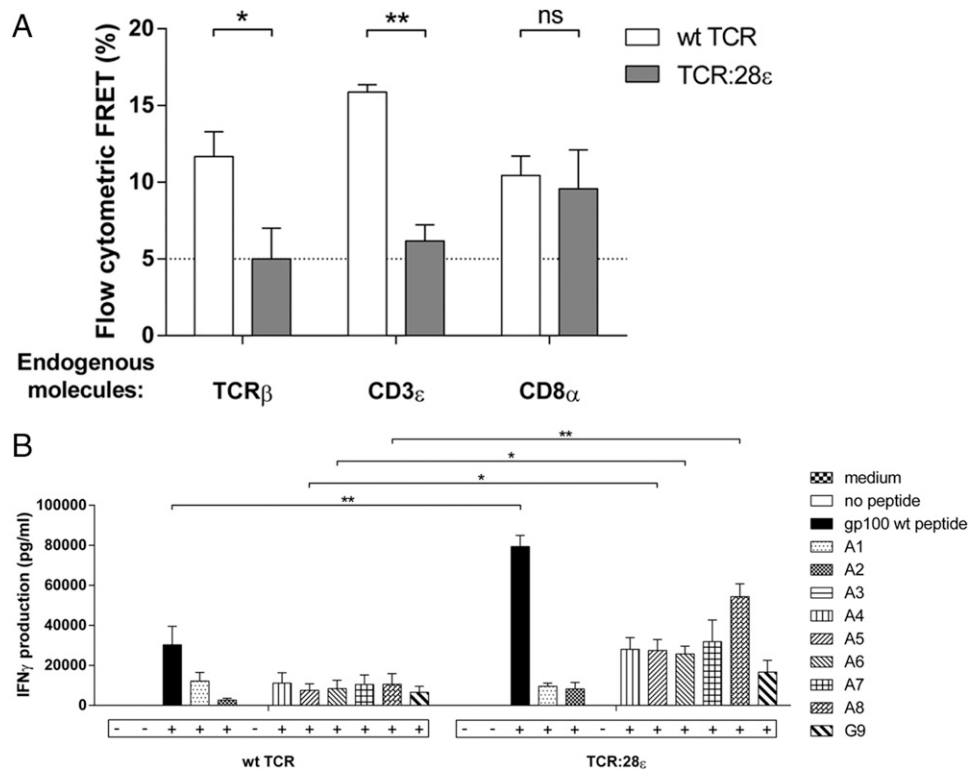 A
Flow cytometric FRET (%)
20
15
10
5
0
*
**
ns
wt TCR
TCR:28ε
Endogenous
molecules:
TCRβ
CD3ε
CD8α
B
**
*
*
**
IFNγ production (pg/ml)
100000
80000
60000
40000
20000
0
- - + + + - + + + + + +
- - + + + - + + + + + +
wt TCR
TCR:28ε
medium
no peptide
gp100 wt peptide
A1
A2
A3
A4
A5
A6
A7
A8
G9